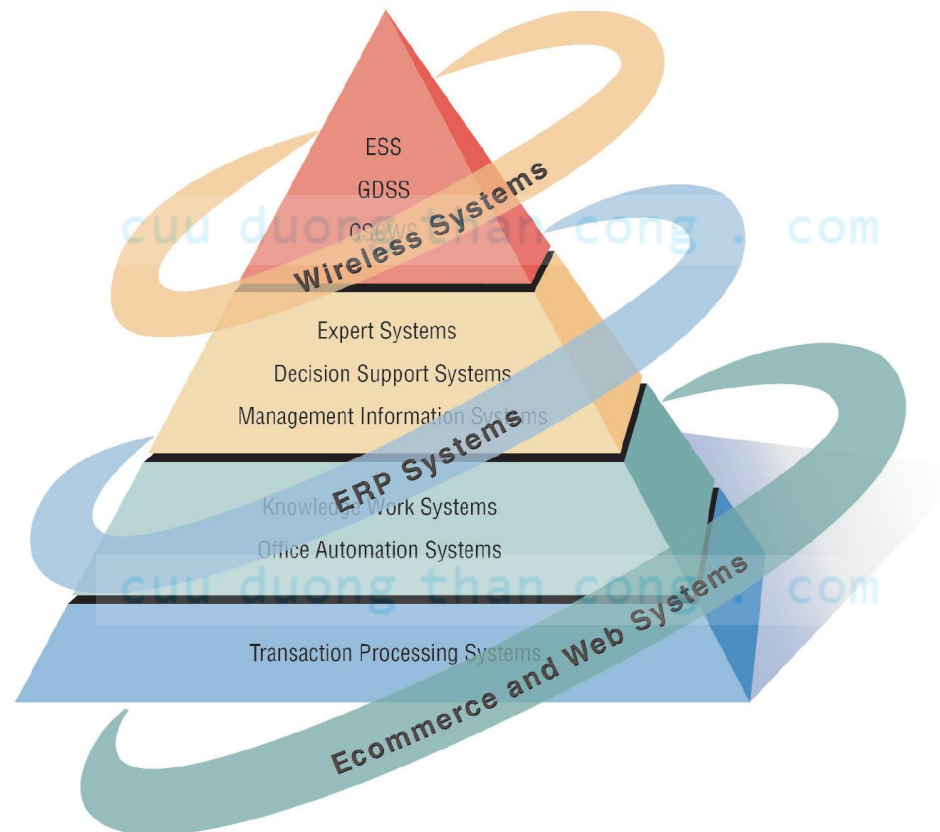 ESS
GDSS
CSCWS
Wireless Systems
cuu duong than cong . com
Expert Systems
Decision Support Systems
Management Information Systems
ERP Systems
Knowledge Work Systems
Office Automation Systems
cuu duong than cong . com
Transaction Processing Systems
Ecommerce and Web Systems